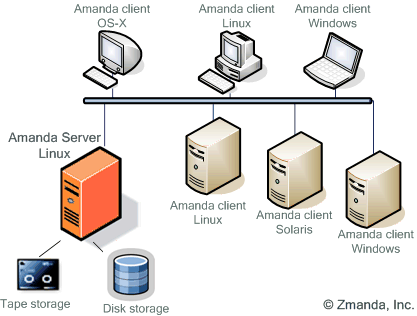 Amanda client
OS-X
Amanda client
Linux
Amanda client
Windows
Amanda Server
Linux
Amanda client
Linux
Amanda client
Solaris
Amanda client
Windows
Tape storage
Disk storage
© Zmanda, Inc.